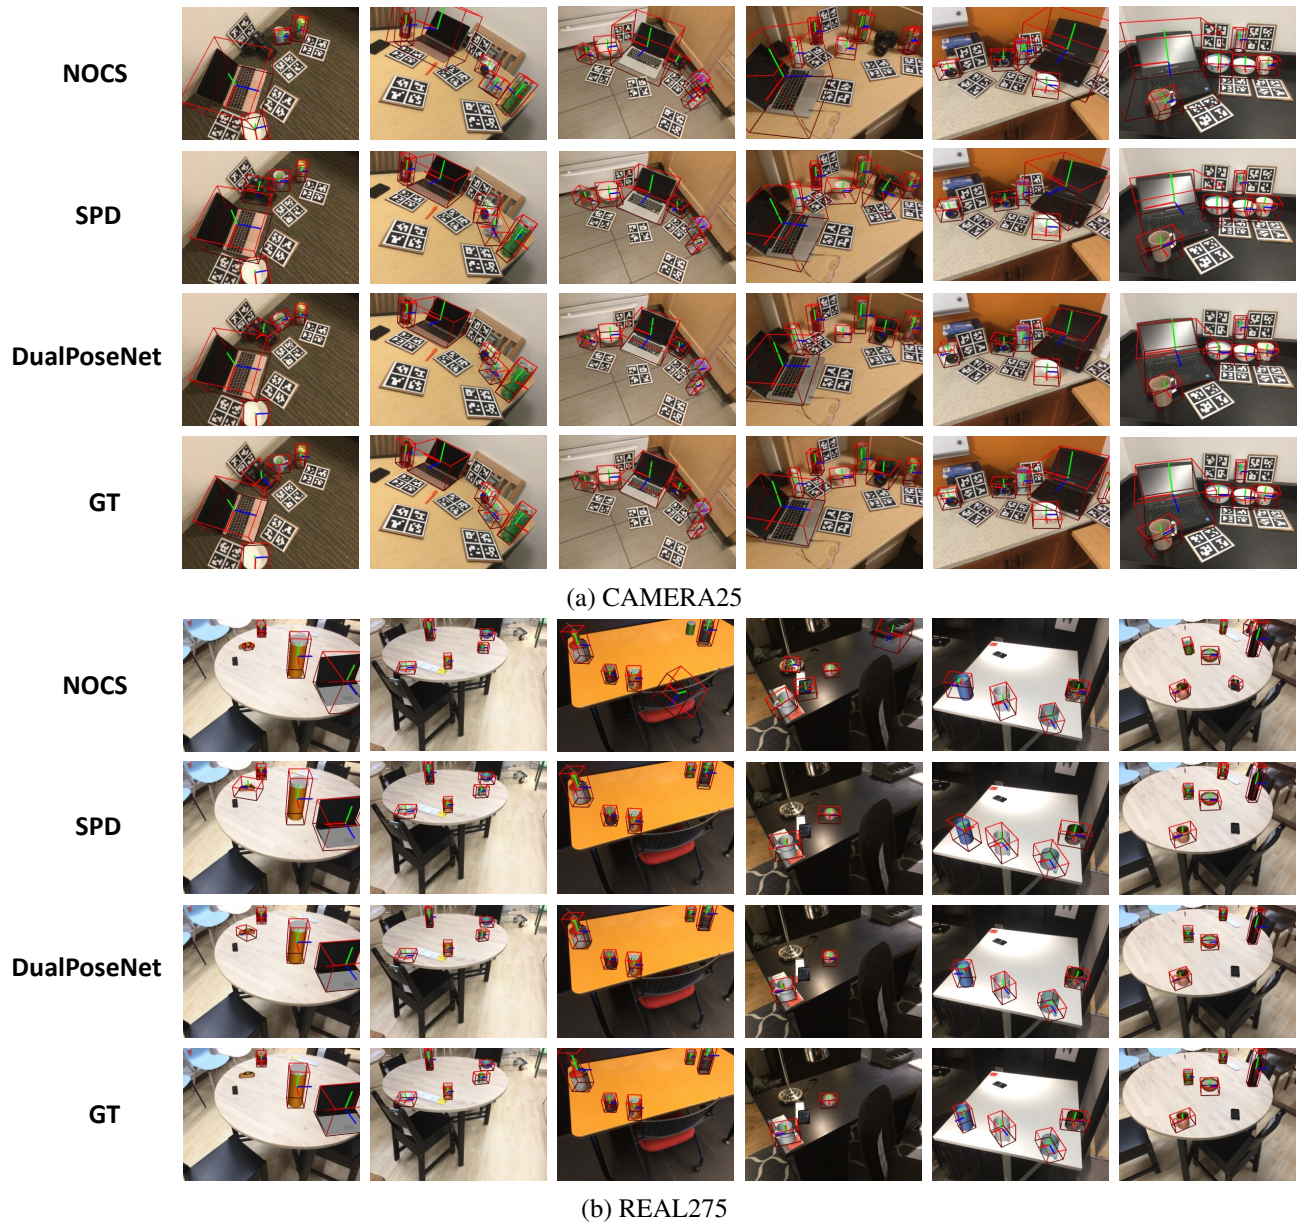 NOCS
SPD
DualPoseNet
GT
(a) CAMERA25
NOCS
SPD
DualPoseNet
GT
(b) REAL275